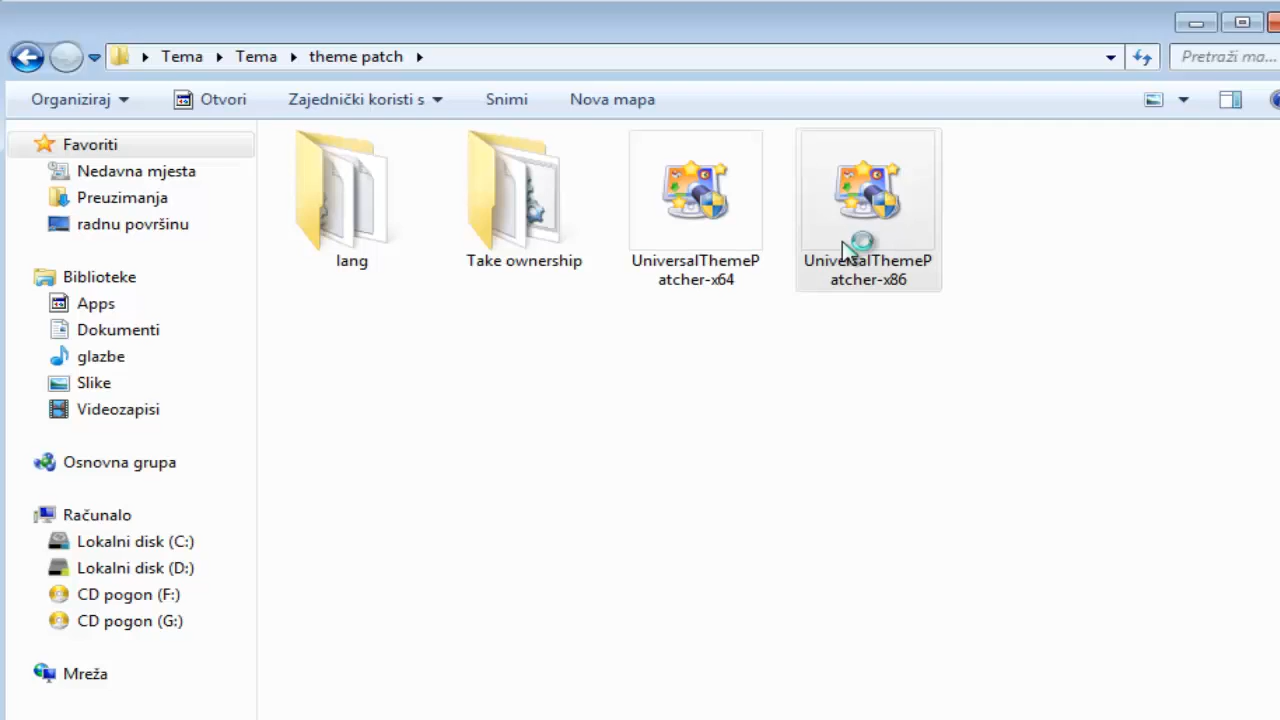 Tema Tema theme patch
Pretraži ma...
Organiziraj Otvori Zajednički koristi s Snimi Nova mapa
Favoriti
Nedavna mjesta
Preuzimanja
radnu površinu
Biblioteke
Apps
Dokumenti
glazbe
Slike
Videozapisi
Osnovna grupa
Računalo
Lokalni disk (C:)
Lokalni disk (D:)
CD pogon (F:)
CD pogon (G:)
Mreža
lang
Take ownership
UniversalThemeP
atcher-x64
UniversalThemeP
atcher-x86